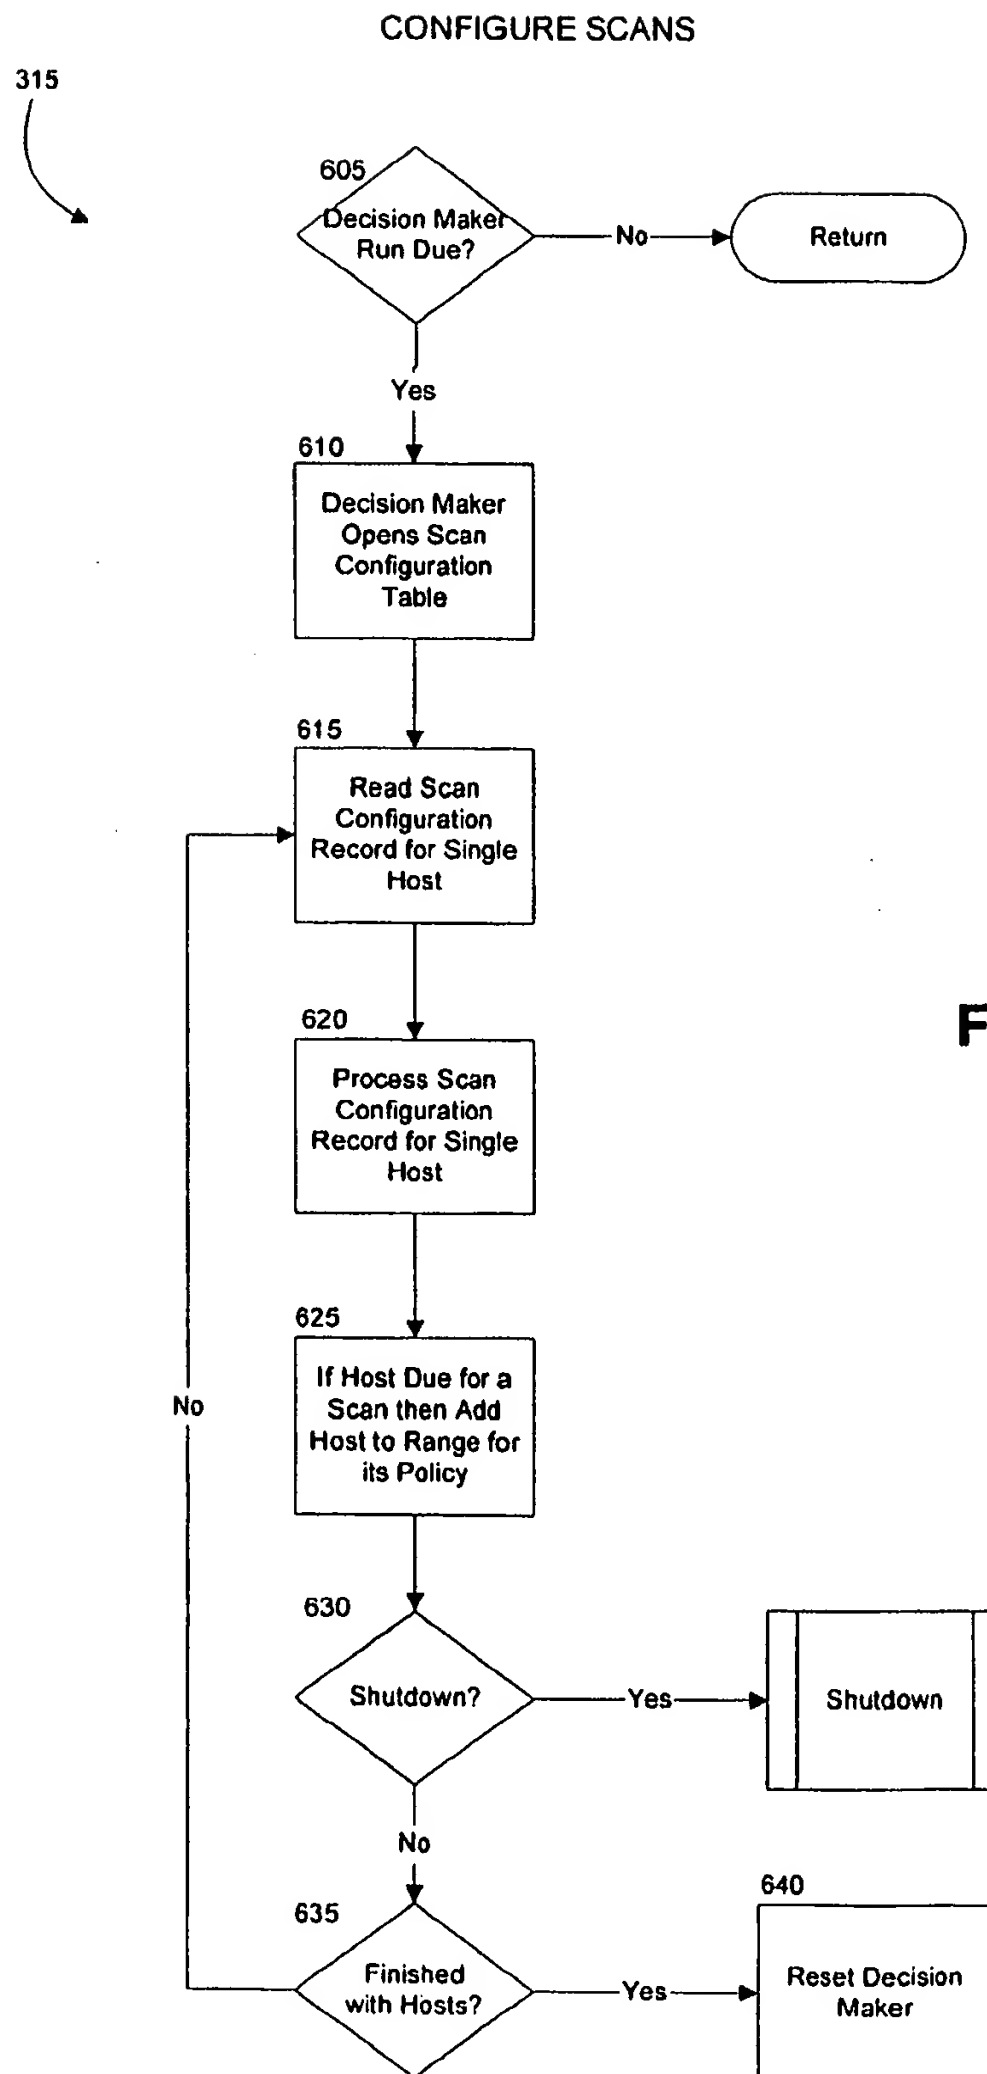 CONFIGURE SCANS
315
605
Decision Maker
Run Due?
No
Return
Yes
610
Decision Maker
Opens Scan
Configuration
Table
615
Read Scan
Configuration
Record for Single
Host
620
Process Scan
Configuration
Record for Single
Host
F
625
If Host Due for a
Scan then Add
Host to Range for
its Policy
No
630
Shutdown?
Yes
Shutdown
No
635
640
Finished
with Hosts?
Yes
Reset Decision
Maker